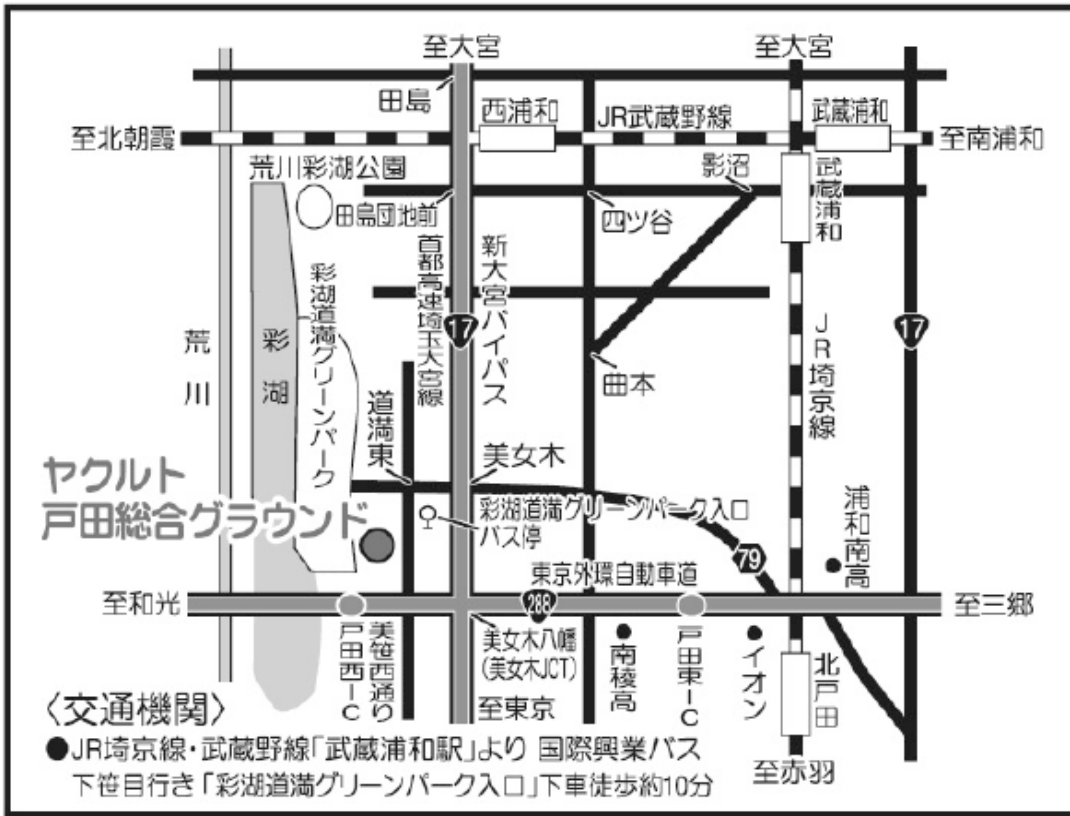 至大宮
至大宮
田島
西浦和
JR武蔵野線
武蔵浦和
至北朝霞
至南浦和
荒川彩湖公園
影沼
武蔵浦和
田島団地前
四ツ谷
首都高速埼玉大宮線
新大宮バイパス
彩湖道満グリーンパーク
17
17
荒川
彩湖
JR埼京線
曲本
道満東
美女木
ヤクルト
戸田総合グラウンド
彩湖道満グリーンパーク入口
バス停
浦和南高
79
東京外環自動車道
至和光
298
至三郷
戸田西IC
美笹西通り
美女木八幡
(美女木JCT)
南稜高
戸田東IC
イオン
北戸田
至東京
至赤羽
〈交通機関〉
●JR埼京線・武蔵野線「武蔵浦和駅」より 国際興業バス
下笹目行き「彩湖道満グリーンパーク入口」下車徒歩約10分